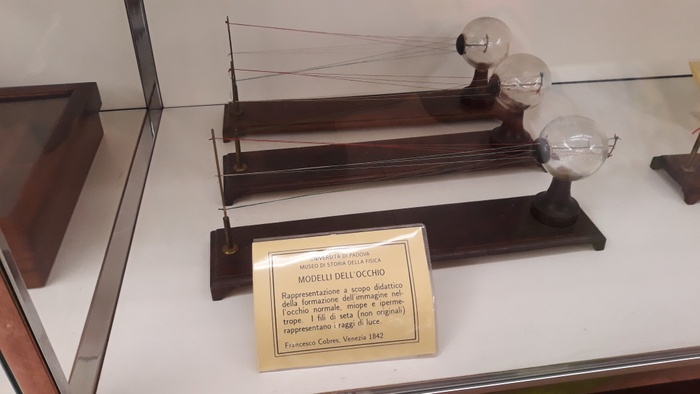 UNIVERSITÀ DI PADOVA
MUSEO DI STORIA DELLA FISICA
MODELLI DELL'OCCHIO
Rappresentazione a scopo didattico
della formazione dell'immagine nel-
l'occhio normale, miope e iperme-
trope. I fili di seta (non originali)
rappresentano i raggi di luce.
Francesco Cobres, Venezia 1842